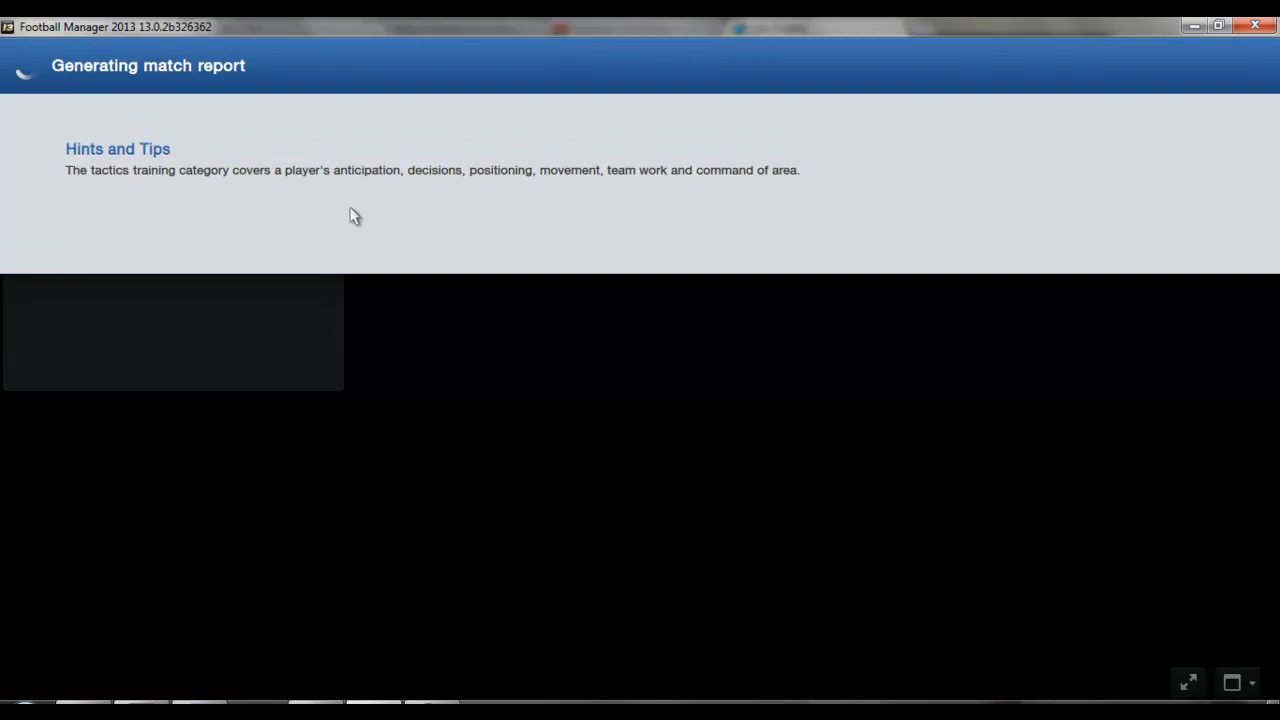 Football Manager 2013 13.0.2b326362
Generating match report
Hints and Tips
The tactics training category covers a player's anticipation, decisions, positioning, movement, team work and command of area.